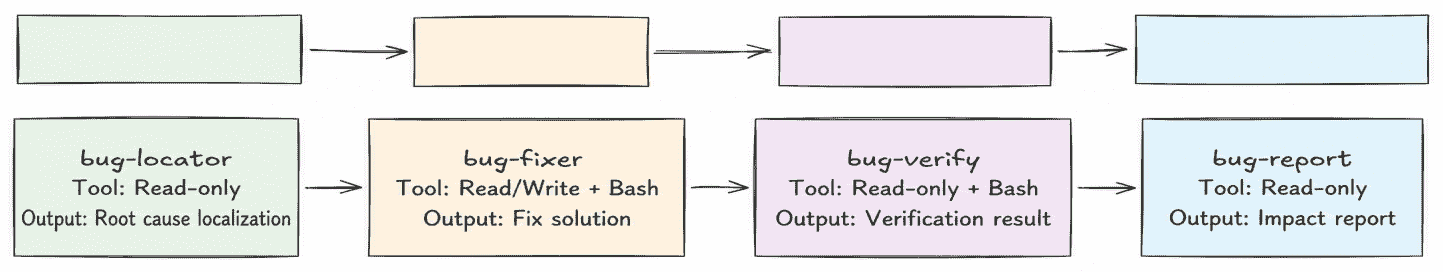 bug-locator
Tool: Read-only
Output: Root cause localization
bug-fixer
Tool: Read/Write + Bash
Output: Fix solution
bug-verify
Tool: Read-only + Bash
Output: Verification result
bug-report
Tool: Read-only
Output: Impact report